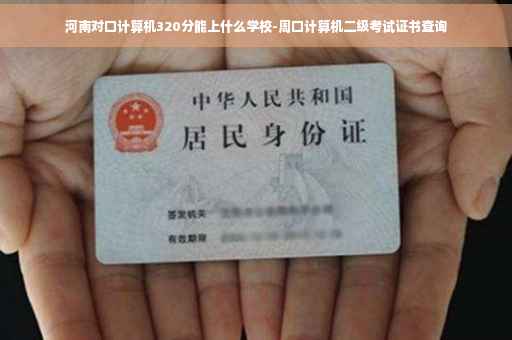 河南对口计算机320分能上什么学校-周口计算机二级考试证书查询
中华人民共和国
居民身份证
签发机关
有效期限